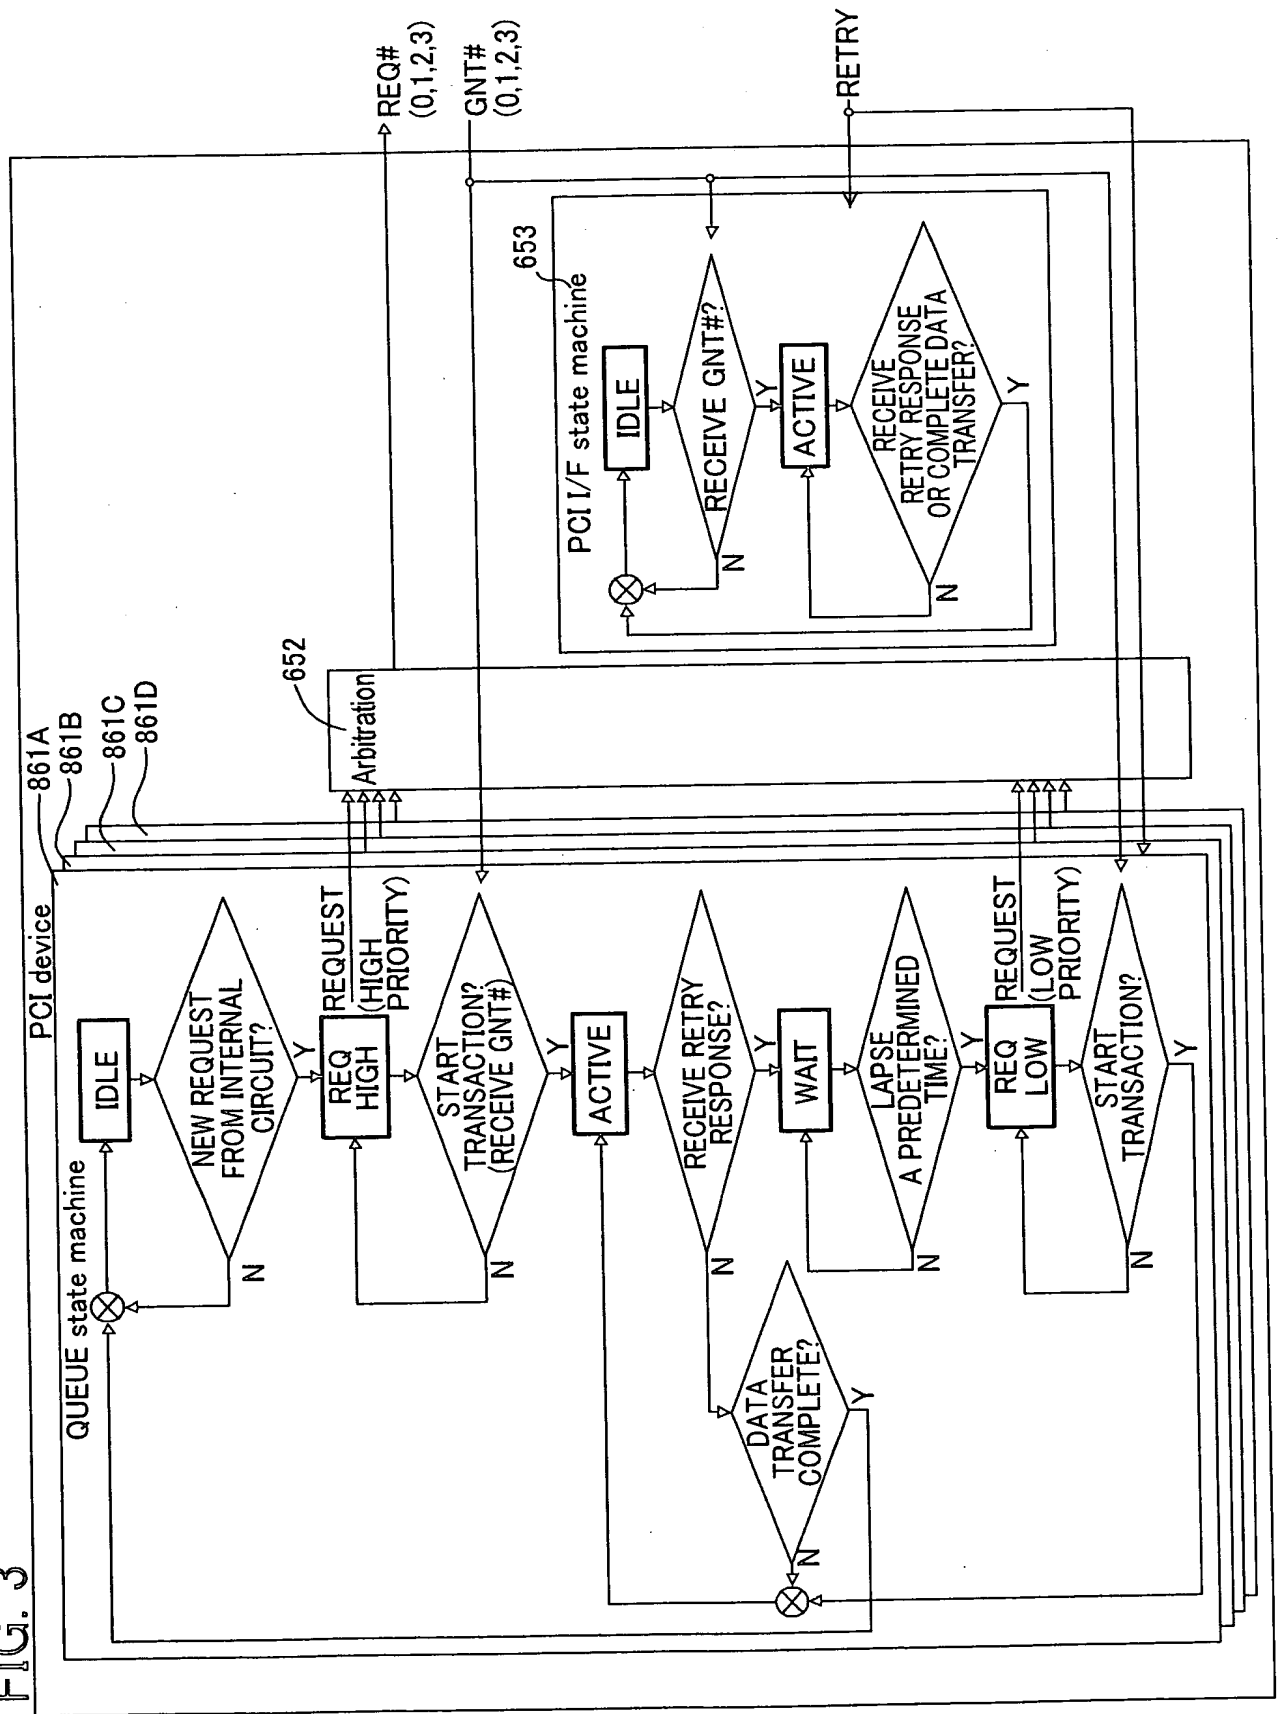 FIG. 3
PCI device
861A
861B
861C
861D
QUEUE state machine
IDLE
NEW REQUEST
FROM INTERNAL
CIRCUIT?
N
Y
REQ
HIGH
REQUEST
(HIGH
PRIORITY)
START
TRANSACTION?
(RECEIVE GNT#)
N
Y
ACTIVE
RECEIVE RETRY
RESPONSE?
N
Y
DATA
TRANSFER
COMPLETE?
N
Y
WAIT
LAPSE
A PREDETERMINED
TIME?
N
Y
REQ
LOW
REQUEST
(LOW
PRIORITY)
START
TRANSACTION?
N
Y
652
Arbitration
653
PCI I/F state machine
IDLE
RECEIVE GNT#?
N
Y
ACTIVE
RECEIVE
RETRY RESPONSE
OR COMPLETE DATA
TRANSFER?
N
Y
REQ#
(0,1,2,3)
GNT#
(0,1,2,3)
RETRY